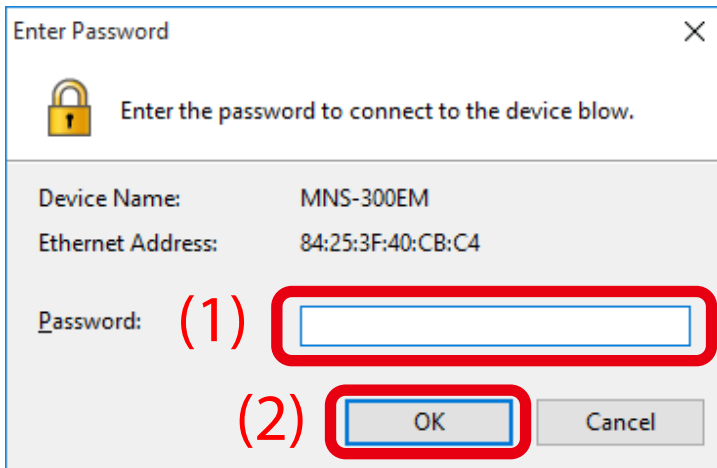 Enter Password
Enter the password to connect to the device blow.
Device Name: MNS-300EM
Ethernet Address: 84:25:3F:40:CB:C4
Password: (1)
(2) OK Cancel